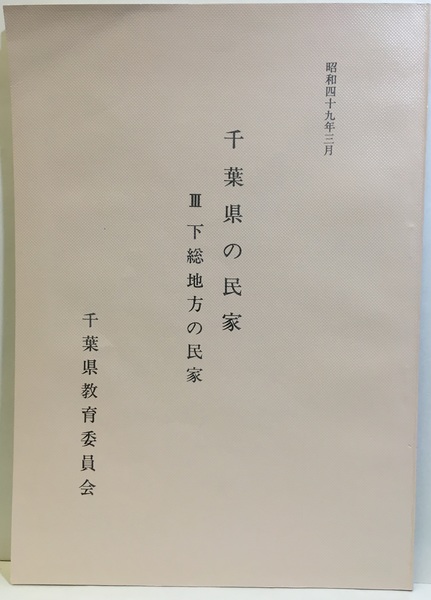 昭和四十九年三月
千葉県の民家
Ⅲ 下総地方の民家
千葉県教育委員会